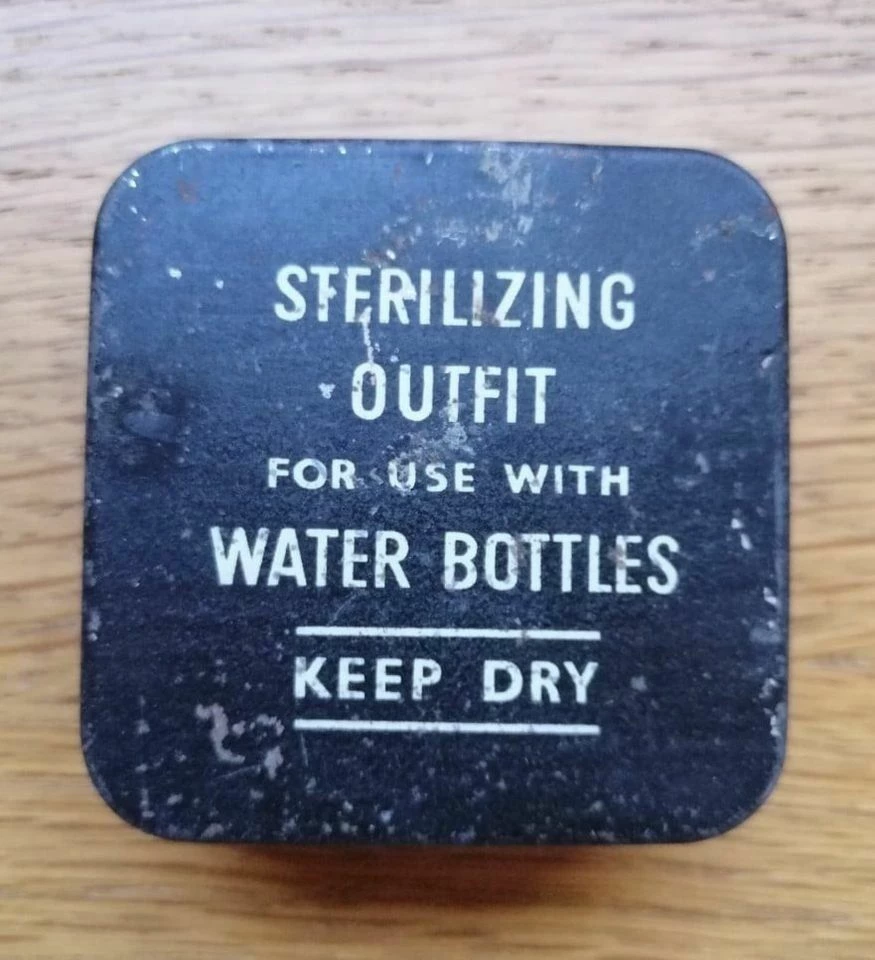 STERILIZING
OUTFIT
FOR USE WITH
WATER BOTTLES
KEEP DRY